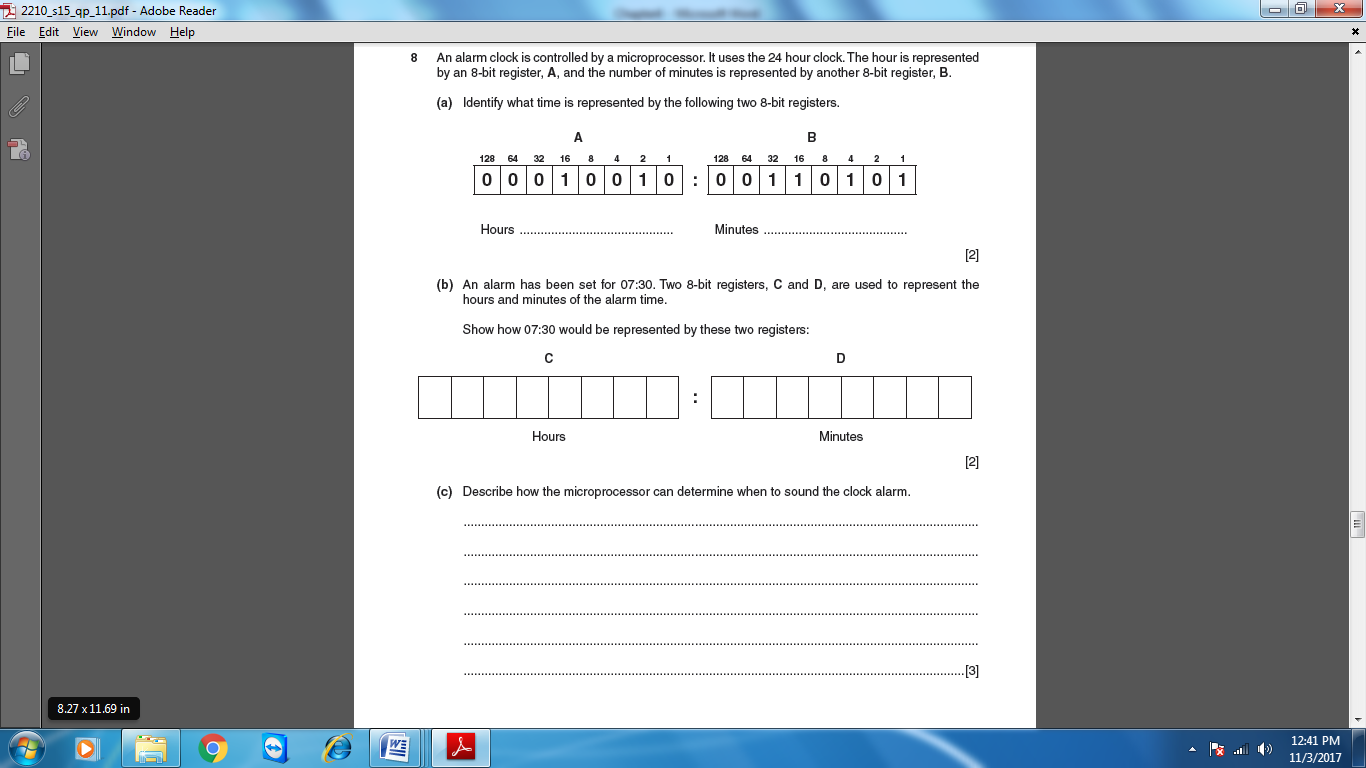 2210_s15_qp_11.pdf - Adobe Reader
File Edit View Window Help
8 An alarm clock is controlled by a microprocessor. It uses the 24 hour clock. The hour is represented
by an 8-bit register, A, and the number of minutes is represented by another 8-bit register, B.
(a) Identify what time is represented by the following two 8-bit registers.
A B
128 64 32 16 8 4 2 1 128 64 32 16 8 4 2 1
0 0 0 1 0 0 1 0 : 0 0 1 1 0 1 0 1
Hours ............................................ Minutes .........................................
[2]
(b) An alarm has been set for 07:30. Two 8-bit registers, C and D, are used to represent the
hours and minutes of the alarm time.
Show how 07:30 would be represented by these two registers:
C D
:
Hours Minutes
[2]
(c) Describe how the microprocessor can determine when to sound the clock alarm.
...................................................................................................................................................
...................................................................................................................................................
...................................................................................................................................................
...................................................................................................................................................
...................................................................................................................................................
...............................................................................................................................................[3]
8.27 x 11.69 in
12:41 PM
11/3/2017